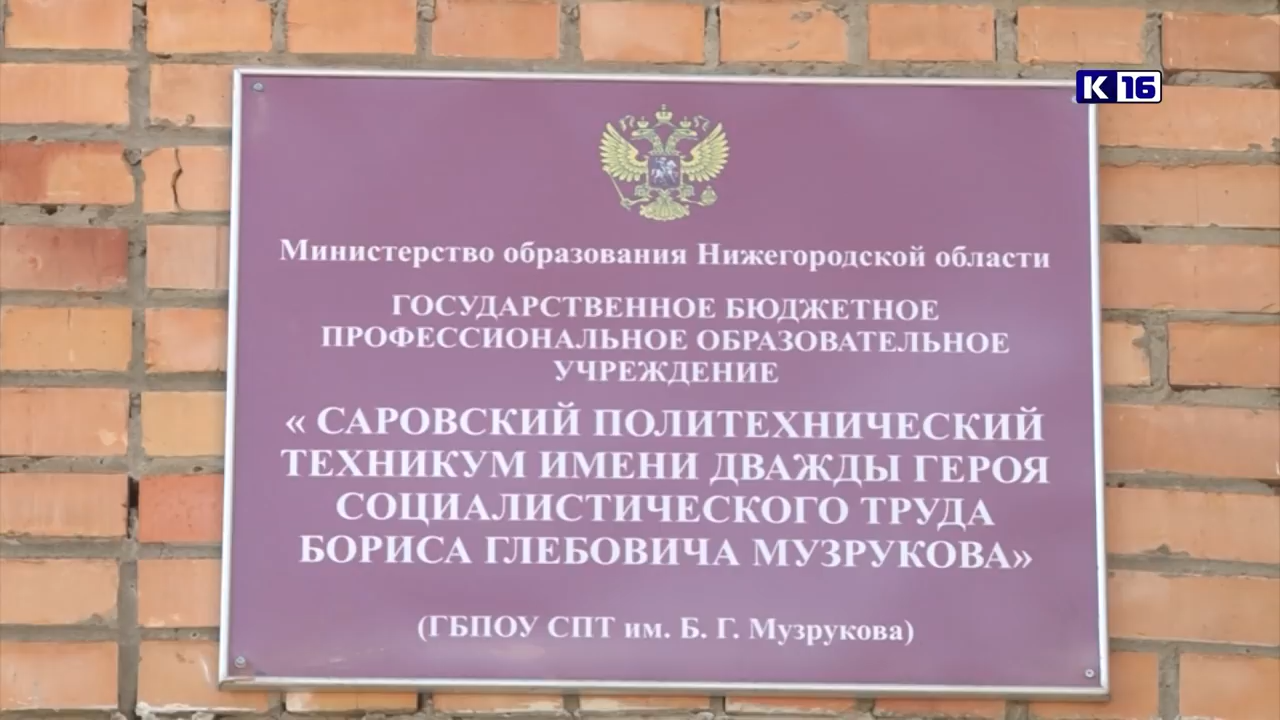 К 16
Министерство образования Нижегородской области
ГОСУДАРСТВЕННОЕ БЮДЖЕТНОЕ
ПРОФЕССИОНАЛЬНОЕ ОБРАЗОВАТЕЛЬНОЕ
УЧРЕЖДЕНИЕ
« САРОВСКИЙ ПОЛИТЕХНИЧЕСКИЙ
ТЕХНИКУМ ИМЕНИ ДВАЖДЫ ГЕРОЯ
СОЦИАЛИСТИЧЕСКОГО ТРУДА
БОРИСА ГЛЕБОВИЧА МУЗРУКОВА»
(ГБПОУ СПТ им. Б. Г. Музрукова)